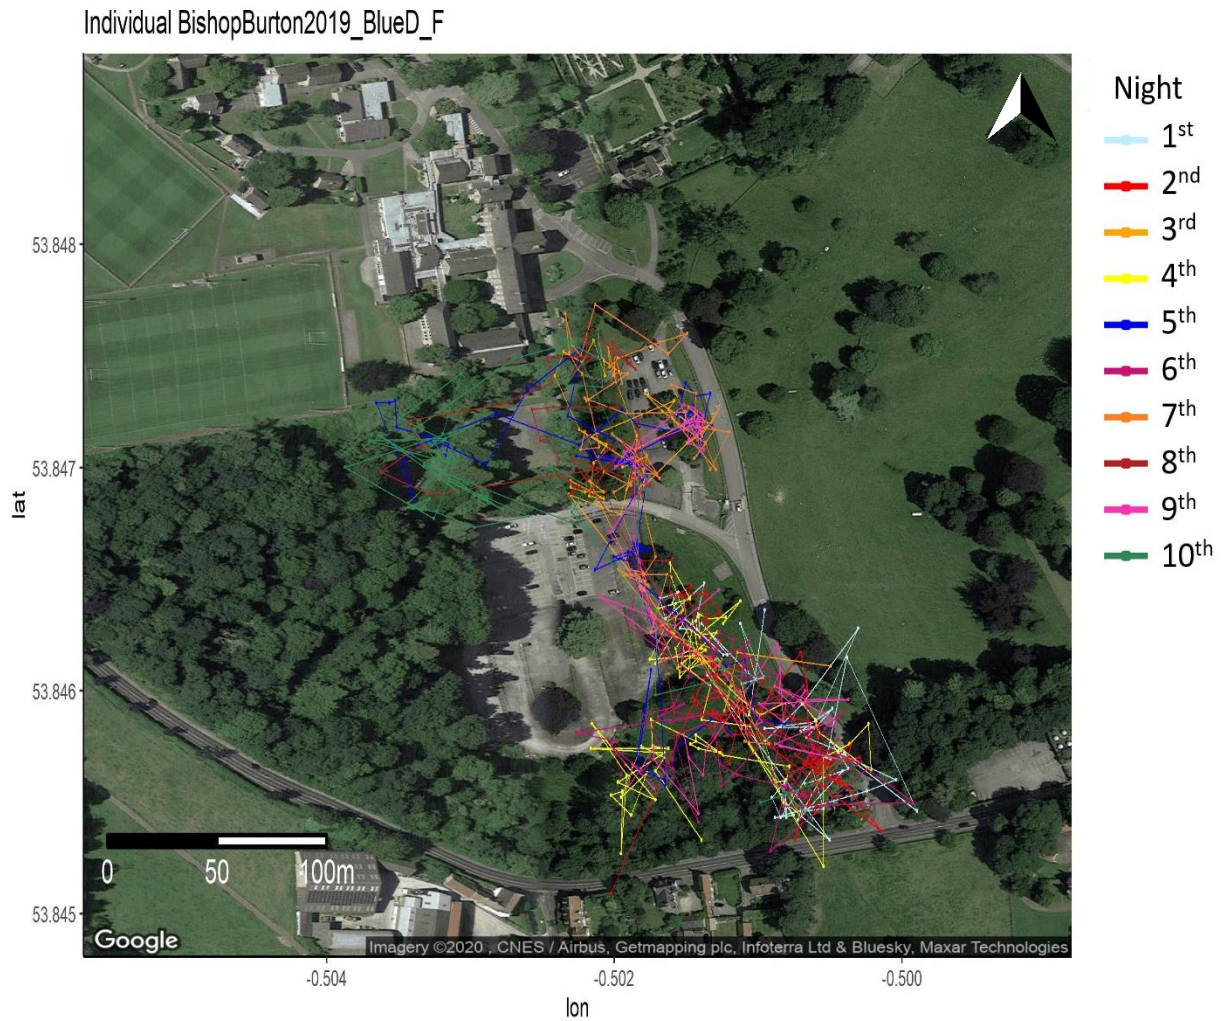 Individual BishopBurton2019_BlueD_F
Night
1st
2nd
3rd
4th
5th
6th
7th
8th
9th
10th
N
53.848
53.847
53.846
53.845
lat
0 50 100m
Google
Imagery ©2020 , CNES / Airbus, Getmapping plc, Infoterra Ltd & Bluesky, Maxar Technologies
-0.504 -0.502 -0.500
lon